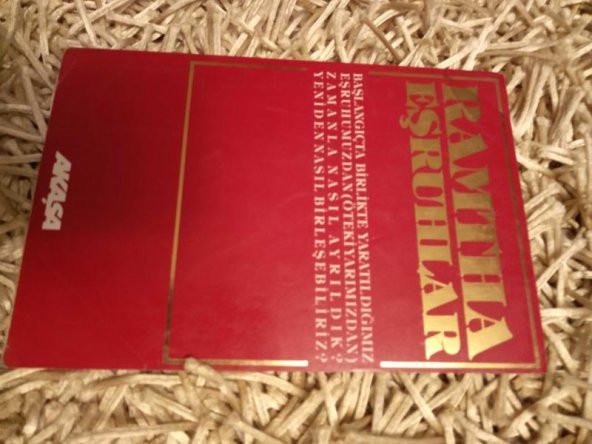 RAMTHA
EŞRUHLAR
BAŞLANGIÇTA BİRLİKTE YARATILDIĞIMIZ
EŞRUHUMUZDAN (ÖTEKİ YARIMIZDAN)
ZAMANLA NASIL AYRILDIK?
YENİDEN NASIL BİRLEŞEBİLİRİZ?
AKAŞA